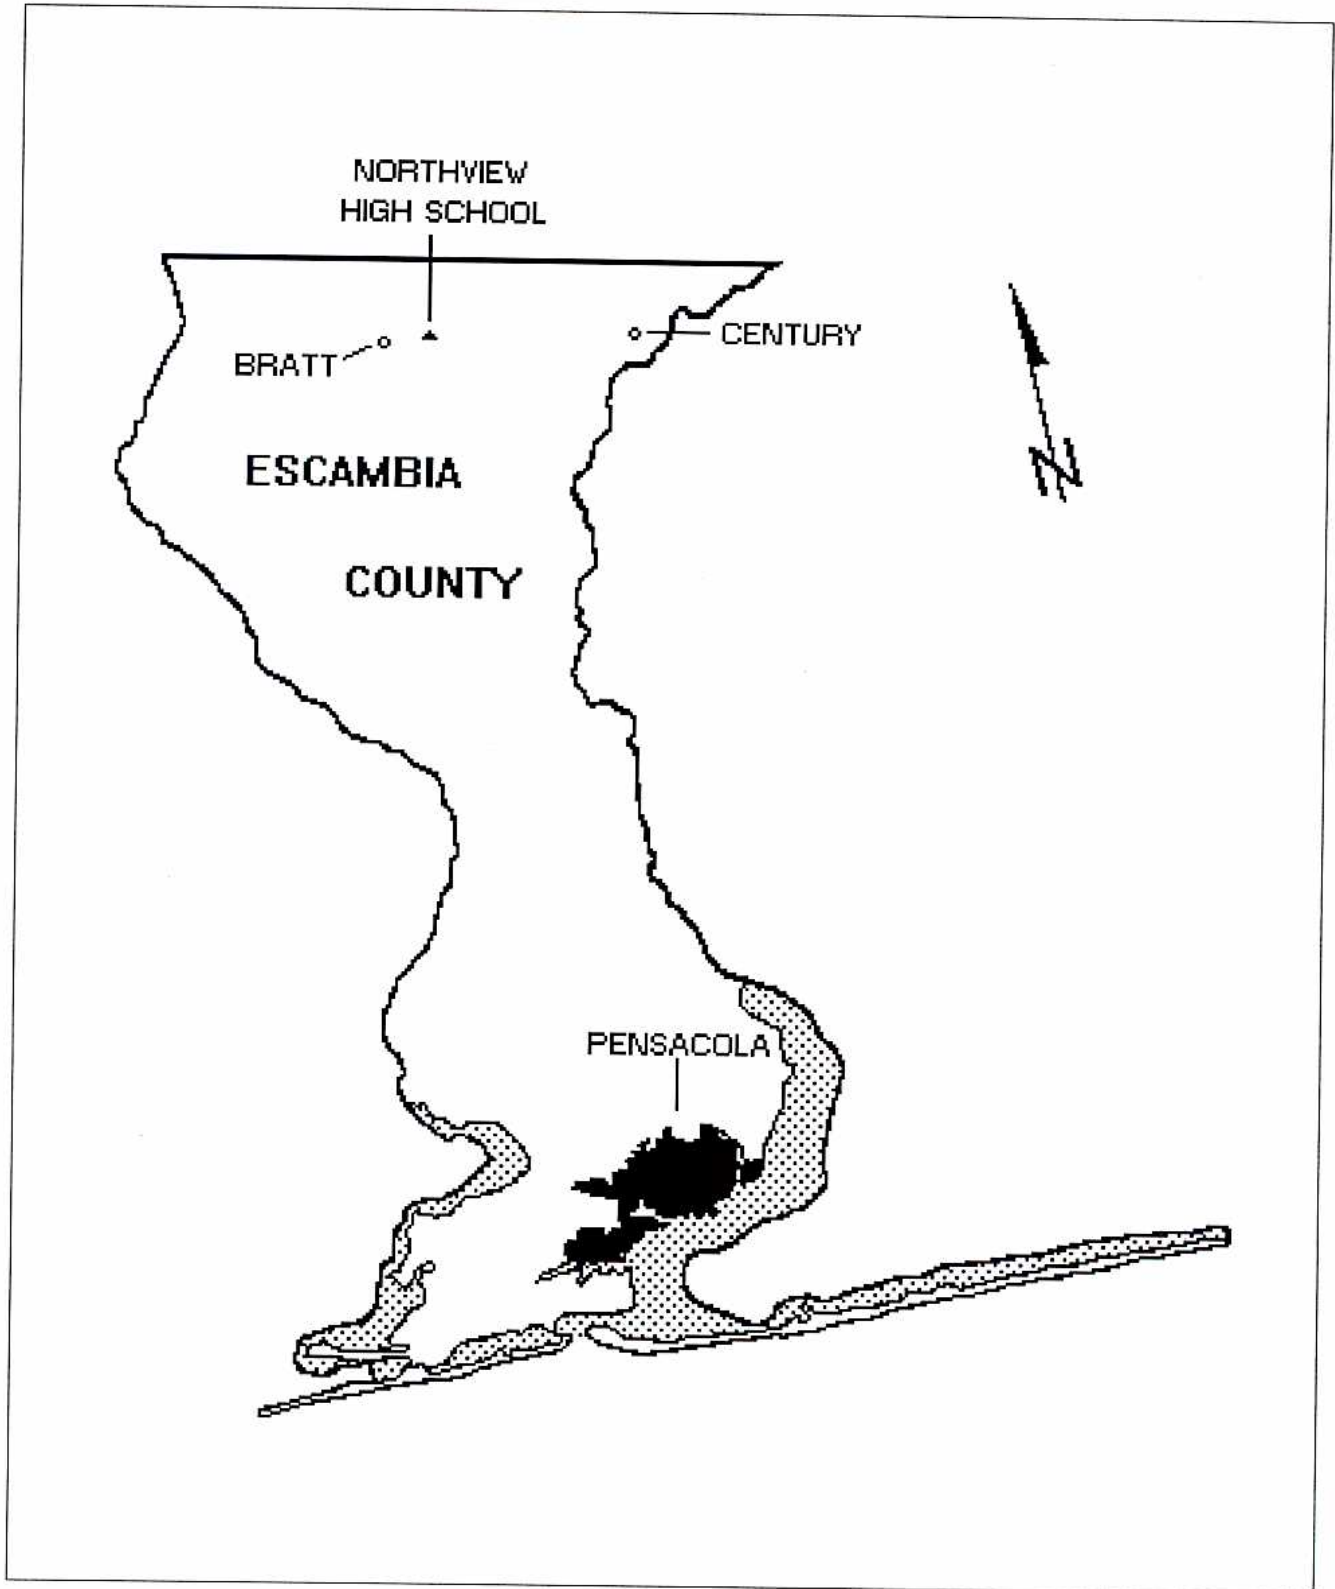 NORTHVIEW
HIGH SCHOOL
CENTURY
BRATT
ESCAMBIA
COUNTY
N
PENSACOLA